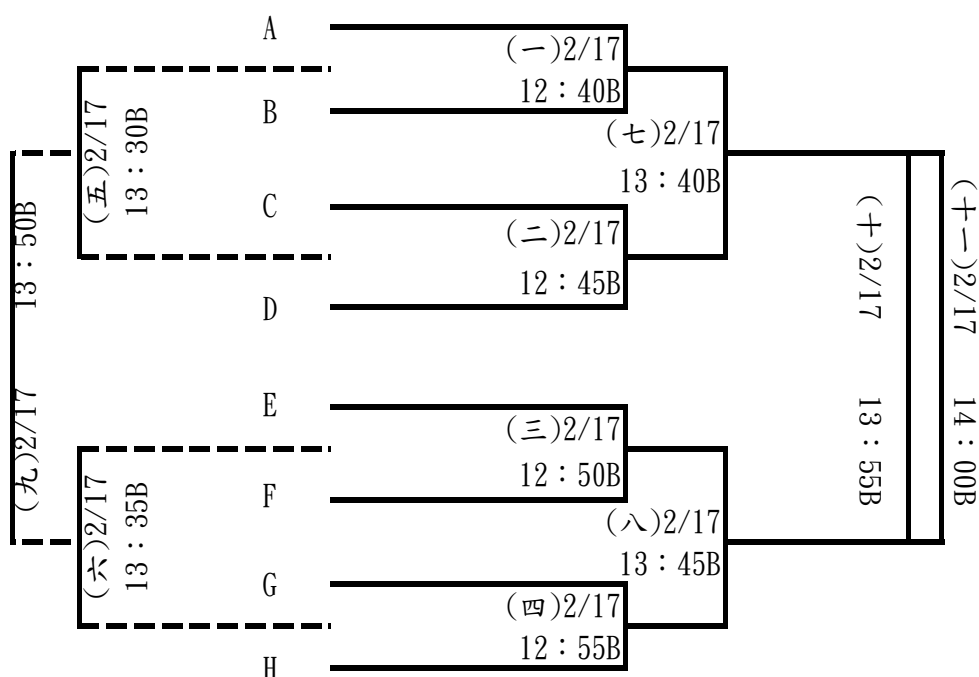 A
(一)2/17
12：40B
B
(七)2/17
13：40B
C
(二)2/17
12：45B
D
E
(三)2/17
12：50B
F
(八)2/17
13：45B
G
(四)2/17
12：55B
H
(五)2/17
13：30B
(六)2/17
13：35B
(九)2/17 13：50B
(十)2/17 13：55B
(十一)2/17 14：00B